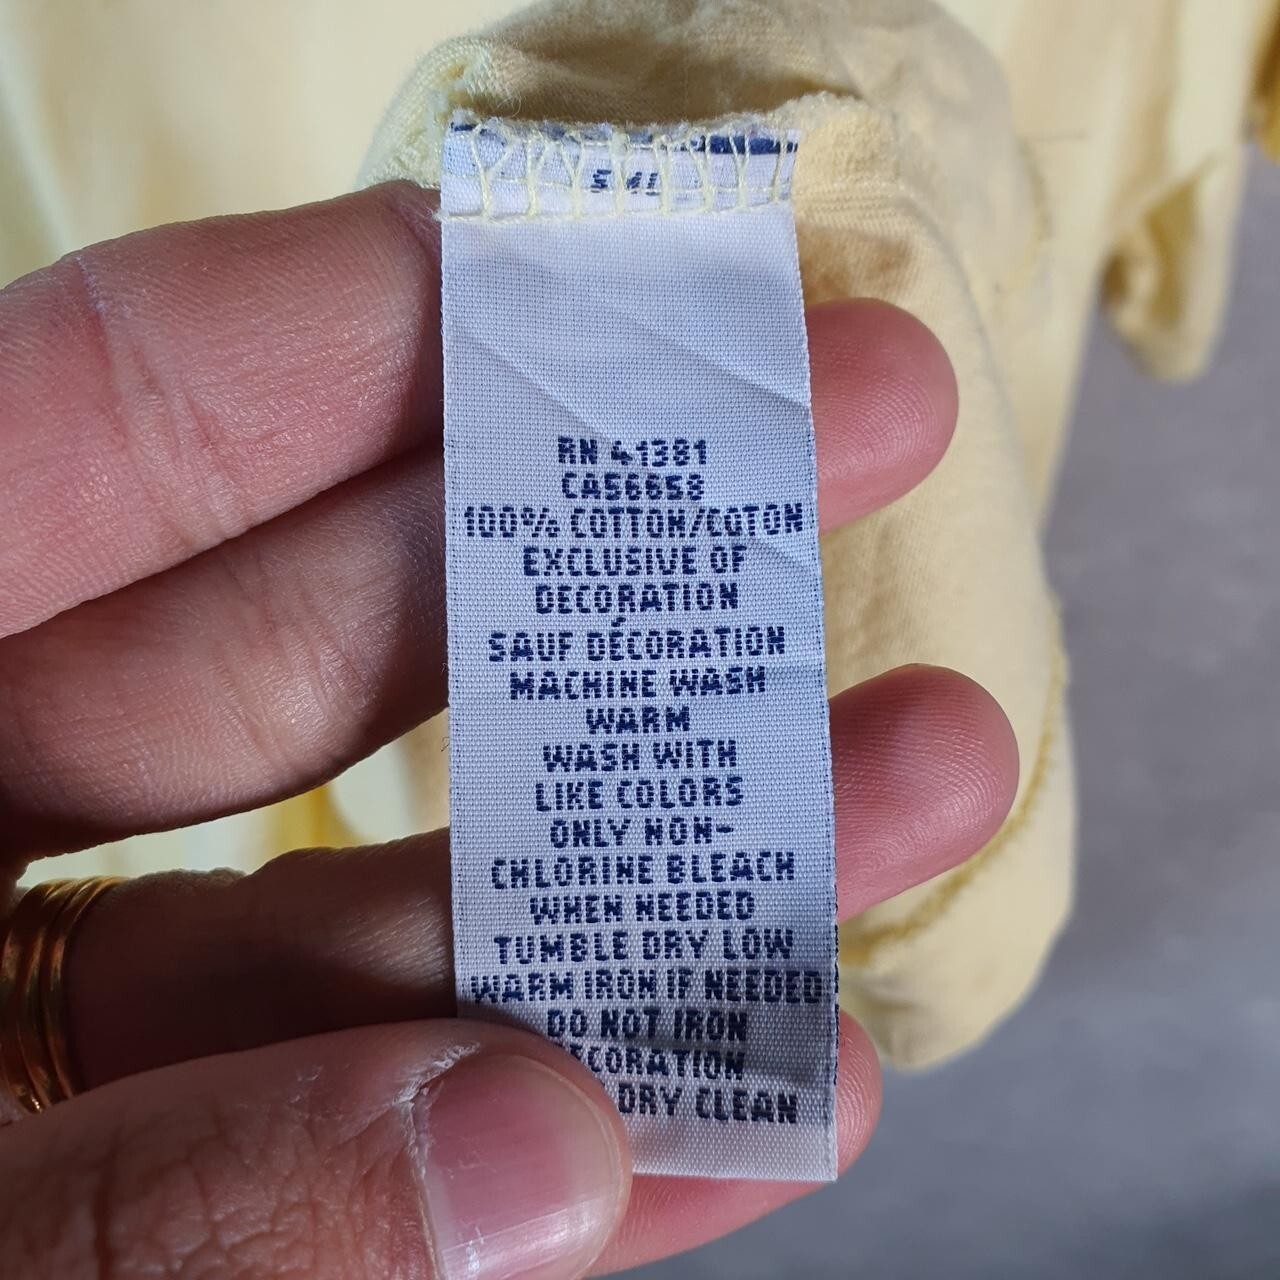 RN 41381
CA56858
100% COTTON/COTON
EXCLUSIVE OF
DECORATION
SAUF DÉCORATION
MACHINE WASH
WARM
WASH WITH
LIKE COLORS
ONLY NON-
CHLORINE BLEACH
WHEN NEEDED
TUMBLE DRY LOW
WARM IRON IF NEEDED
DO NOT IRON
DECORATION
DRY CLEAN